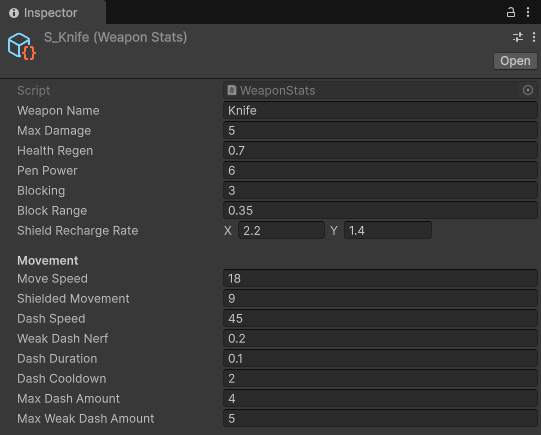 Inspector
S_Knife (Weapon Stats)
Open
Script WeaponStats
Weapon Name Knife
Max Damage 5
Health Regen 0.7
Pen Power 6
Blocking 3
Block Range 0.35
Shield Recharge Rate X 2.2 Y 1.4
Movement
Move Speed 18
Shielded Movement 9
Dash Speed 45
Weak Dash Nerf 0.2
Dash Duration 0.1
Dash Cooldown 2
Max Dash Amount 4
Max Weak Dash Amount 5